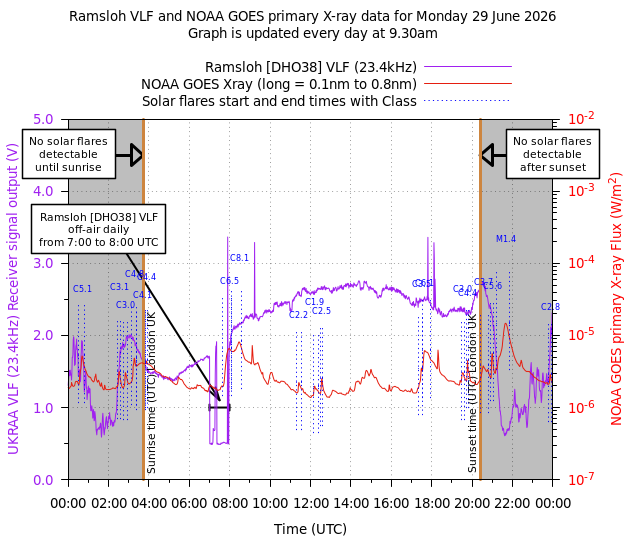 Ramsloh VLF and NOAA GOES primary X-ray data for Monday 29 June 2026
Graph is updated every day at 9.30am
Ramsloh [DHO38] VLF (23.4kHz)
NOAA GOES Xray (long = 0.1nm to 0.8nm)
Solar flares start and end times with Class
5.0
4.0
3.0
2.0
1.0
0.0
UKRAA VLF (23.4kHz) Receiver signal output (V)
10-2
10-3
10-4
10-5
10-6
10-7
NOAA GOES primary X-ray Flux (W/m2)
No solar flares
detectable
until sunrise
No solar flares
detectable
after sunset
Ramsloh [DHO38] VLF
off-air daily
from 7:00 to 8:00 UTC
C5.1
C3.1
C3.0
C4.4
C4.1
C6.5
C8.1
C2.2
C1.9
C2.5
C6.1
C3.0
C4.4
C5.6
M1.4
C2.8
Sunrise time (UTC) London UK
Sunset time (UTC) London UK
00:00 02:00 04:00 06:00 08:00 10:00 12:00 14:00 16:00 18:00 20:00 22:00 00:00
Time (UTC)